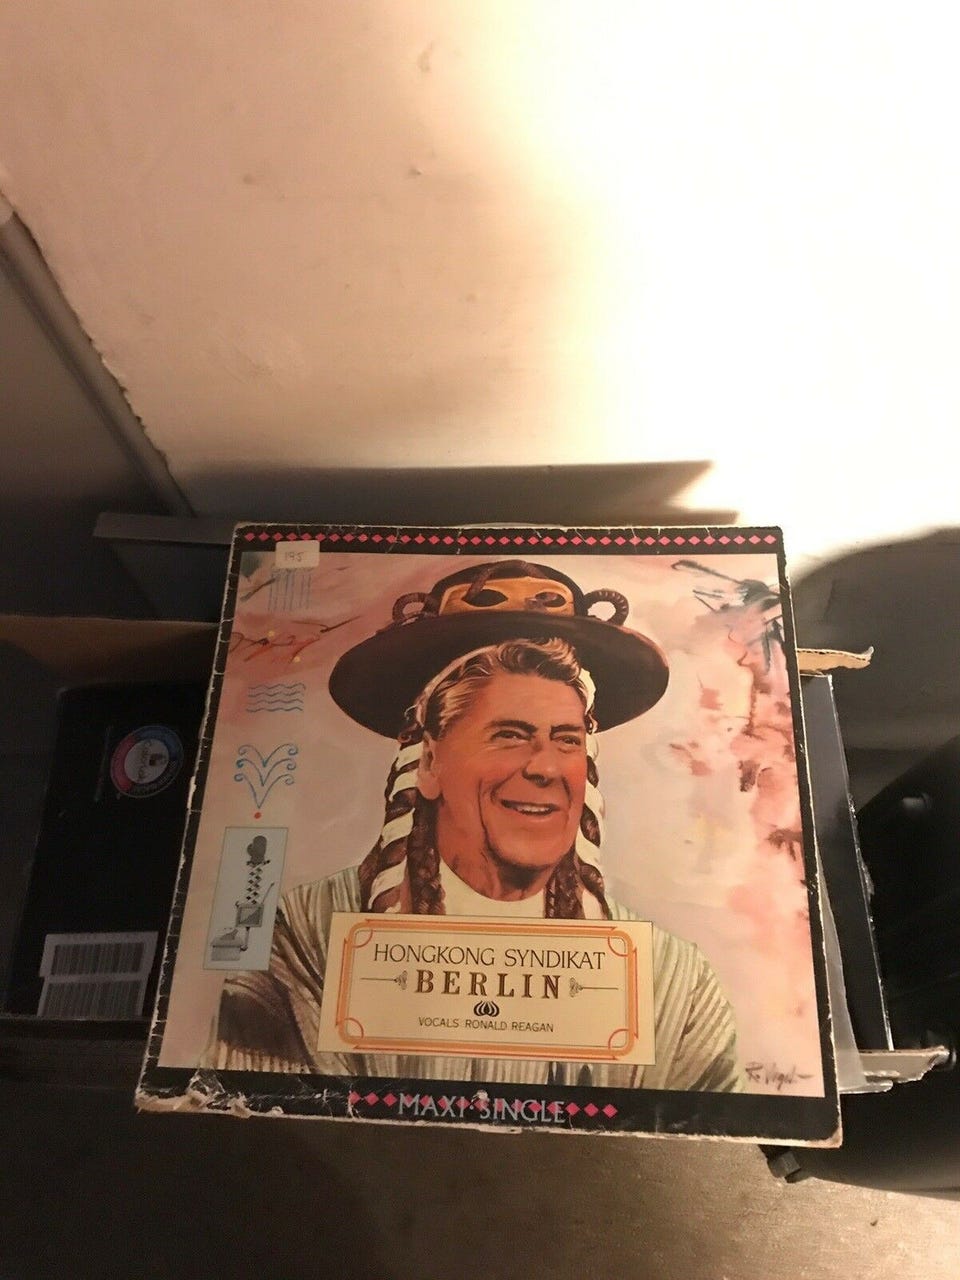 195
HONGKONG SYNDIKAT
BERLIN
VOCALS RONALD REAGAN
MAXI·SINGLE